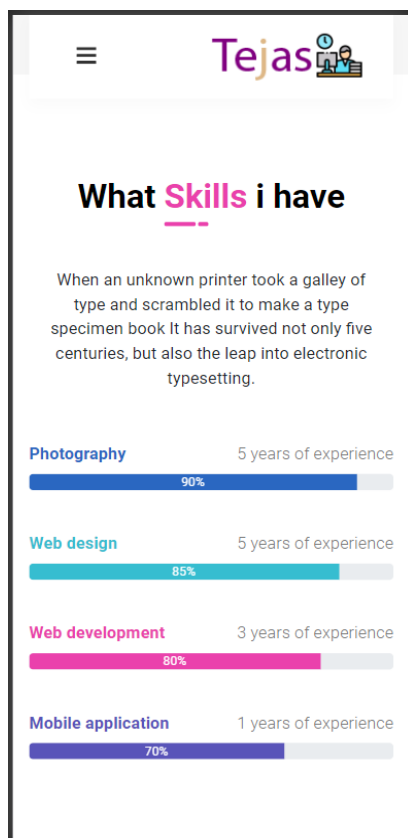 Tejas
What Skills i have
When an unknown printer took a galley of
type and scrambled it to make a type
specimen book It has survived not only five
centuries, but also the leap into electronic
typesetting.
Photography 5 years of experience
90%
Web design 5 years of experience
85%
Web development 3 years of experience
80%
Mobile application 1 years of experience
70%